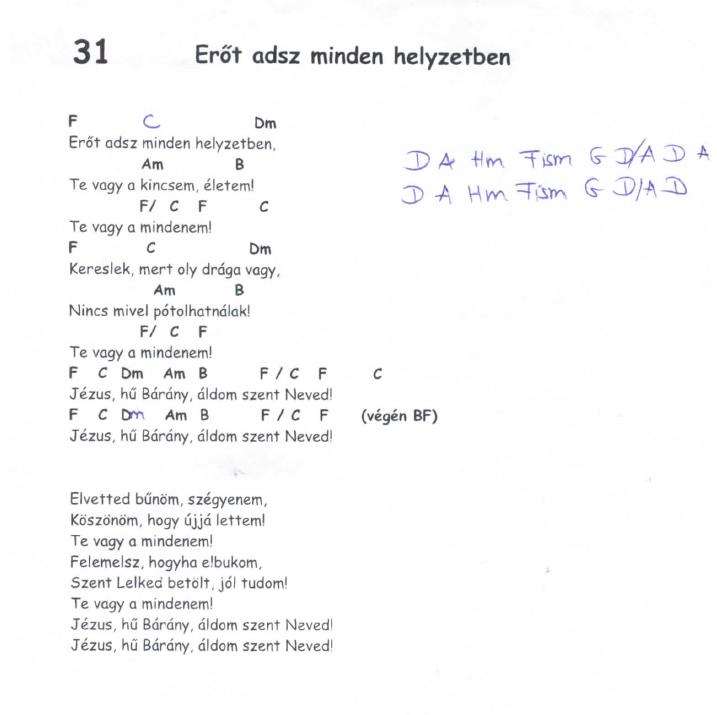 31 Erőt adsz minden helyzetben
F C Dm
Erőt adsz minden helyzetben,
Am B
Te vagy a kincsem, életem!
F/ C F C
Te vagy a mindenem!
F C Dm
Kereslek, mert oly drága vagy,
Am B
Nincs mivel pótolhatnálak!
F/ C F
Te vagy a mindenem!
F C Dm Am B F / C F C
Jézus, hű Bárány, áldom szent Neved!
F C Dm Am B F / C F (végén BF)
Jézus, hű Bárány, áldom szent Neved!
D A Hm Fism G D/A D A
D A Hm Fism G D/A D
Elvetted bűnöm, szégyenem,
Köszönöm, hogy újjá lettem!
Te vagy a mindenem!
Felemelsz, hogyha elbukom,
Szent Lelked betölt, jól tudom!
Te vagy a mindenem!
Jézus, hű Bárány, áldom szent Neved!
Jézus, hű Bárány, áldom szent Neved!